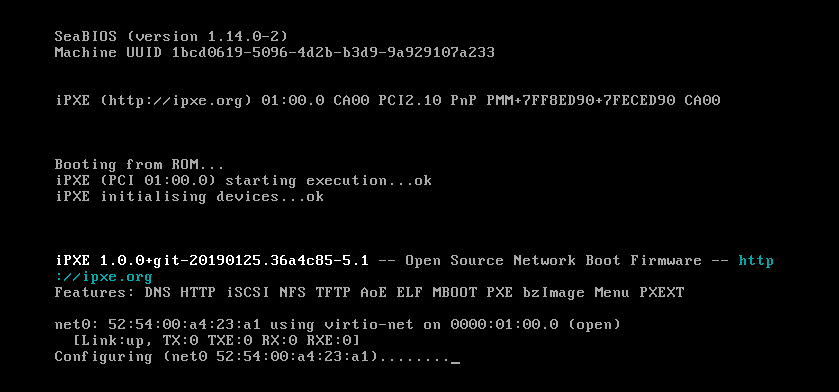 SeaBIOS (version 1.14.0-2)
Machine UUID 1bcd0619-5096-4d2b-b3d9-9a929107a233
iPXE (http://ipxe.org) 01:00.0 CA00 PCI2.10 PnP PMM+7FF8ED90+7FECED90 CA00
Booting from ROM...
iPXE (PCI 01:00.0) starting execution...ok
iPXE initialising devices...ok
iPXE 1.0.0+git-20190125.36a4c85-5.1 -- Open Source Network Boot Firmware -- http
://ipxe.org
Features: DNS HTTP iSCSI NFS TFTP AoE ELF MBOOT PXE bzImage Menu PXEXT
net0: 52:54:00:a4:23:a1 using virtio-net on 0000:01:00.0 (open)
[Link:up, TX:0 TXE:0 RX:0 RXE:0]
Configuring (net0 52:54:00:a4:23:a1)........_